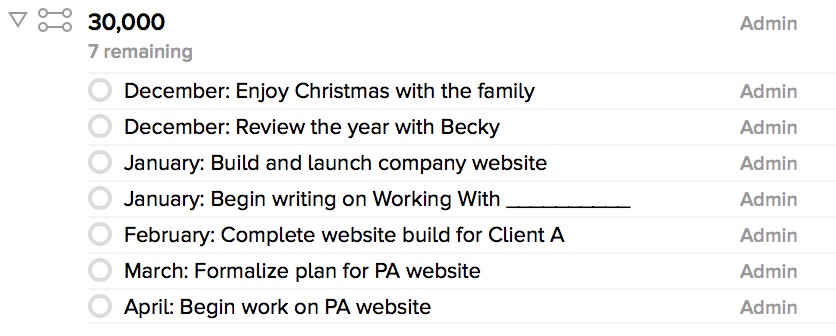 30,000 Admin
7 remaining
December: Enjoy Christmas with the family Admin
December: Review the year with Becky Admin
January: Build and launch company website Admin
January: Begin writing on Working With ___________ Admin
February: Complete website build for Client A Admin
March: Formalize plan for PA website Admin
April: Begin work on PA website Admin